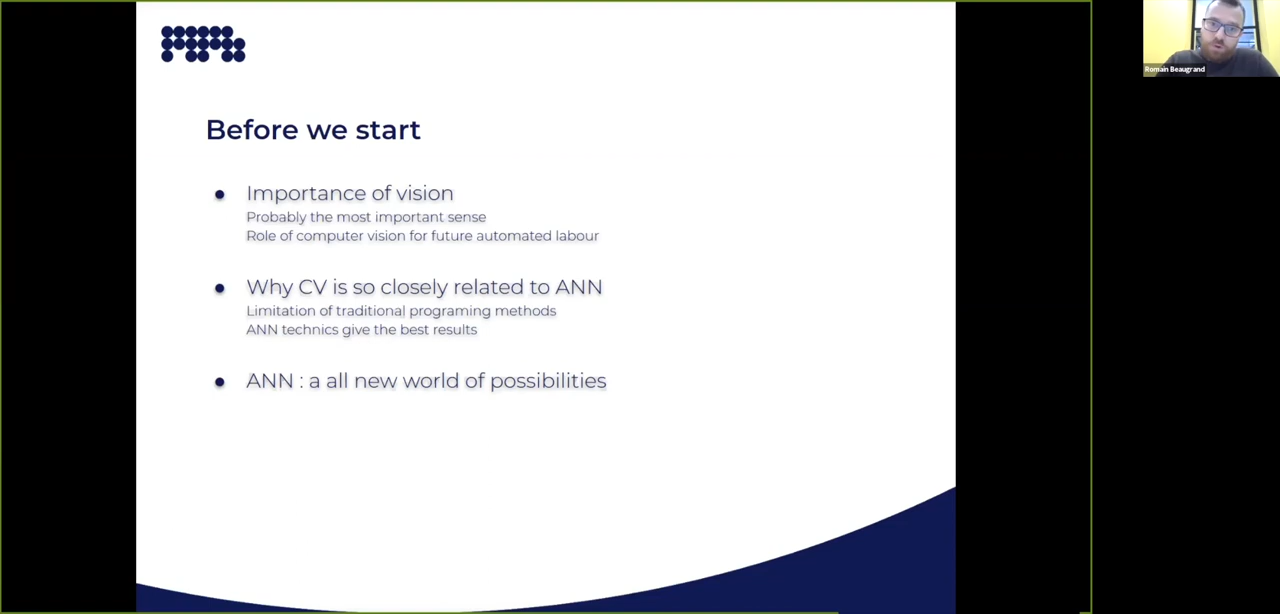 Before we start
● Importance of vision
Probably the most important sense
Role of computer vision for future automated labour
● Why CV is so closely related to ANN
Limitation of traditional programing methods
ANN technics give the best results
● ANN : a all new world of possibilities
Romain Beaugrand